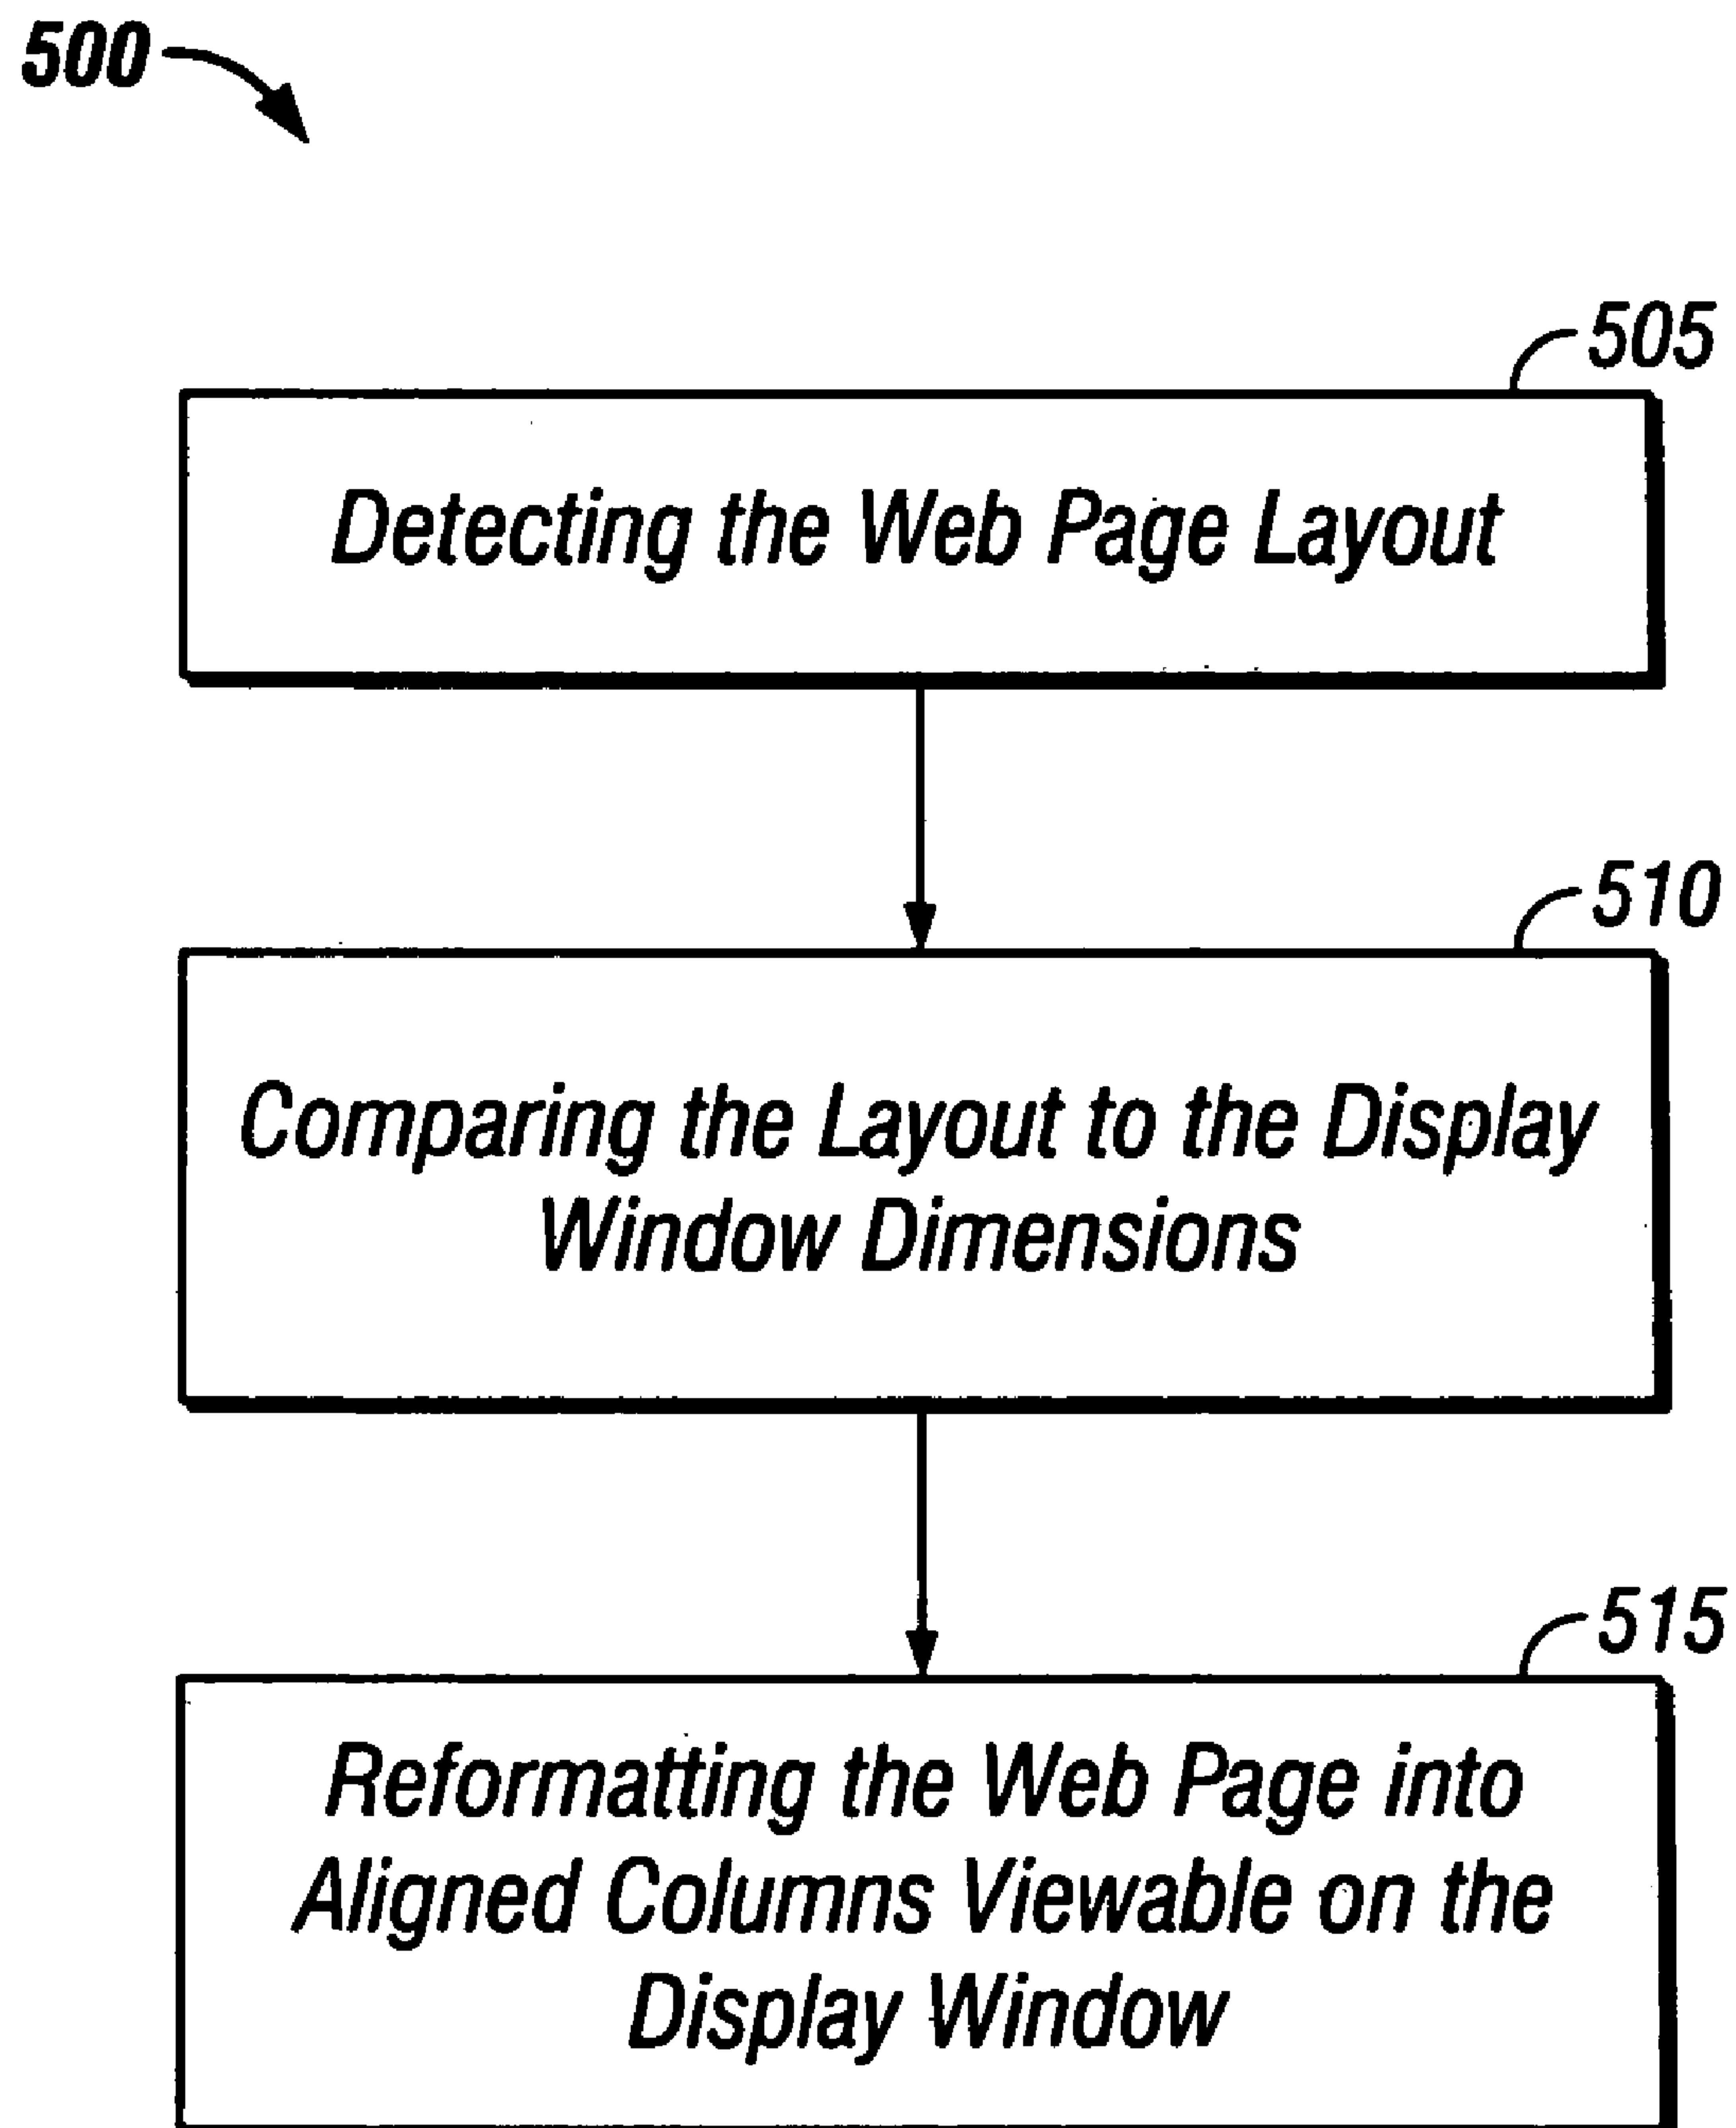 500
505
Detecting the Web Page Layout
510
Comparing the Layout to the Display
Window Dimensions
515
Reformatting the Web Page into
Aligned Columns Viewable on the
Display Window